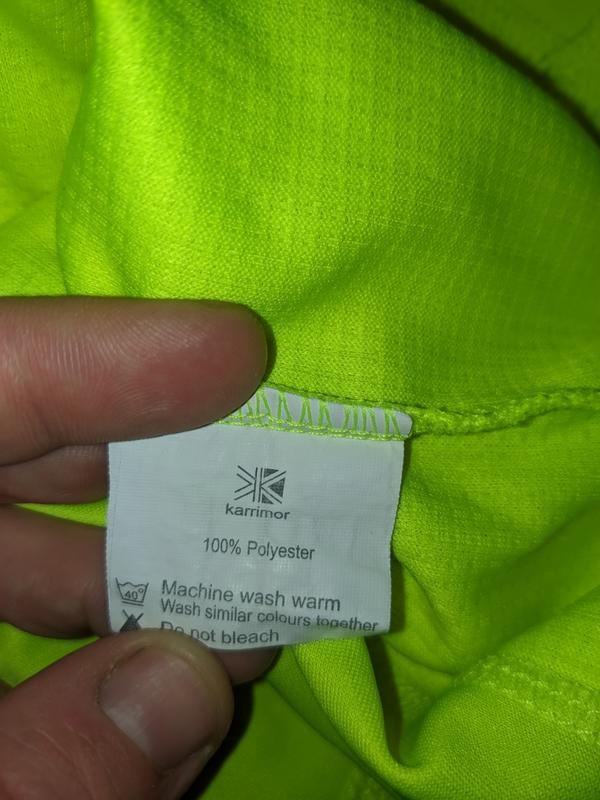 karrimor
100% Polyester
40°
Machine wash warm
Wash similar colours together
Do not bleach